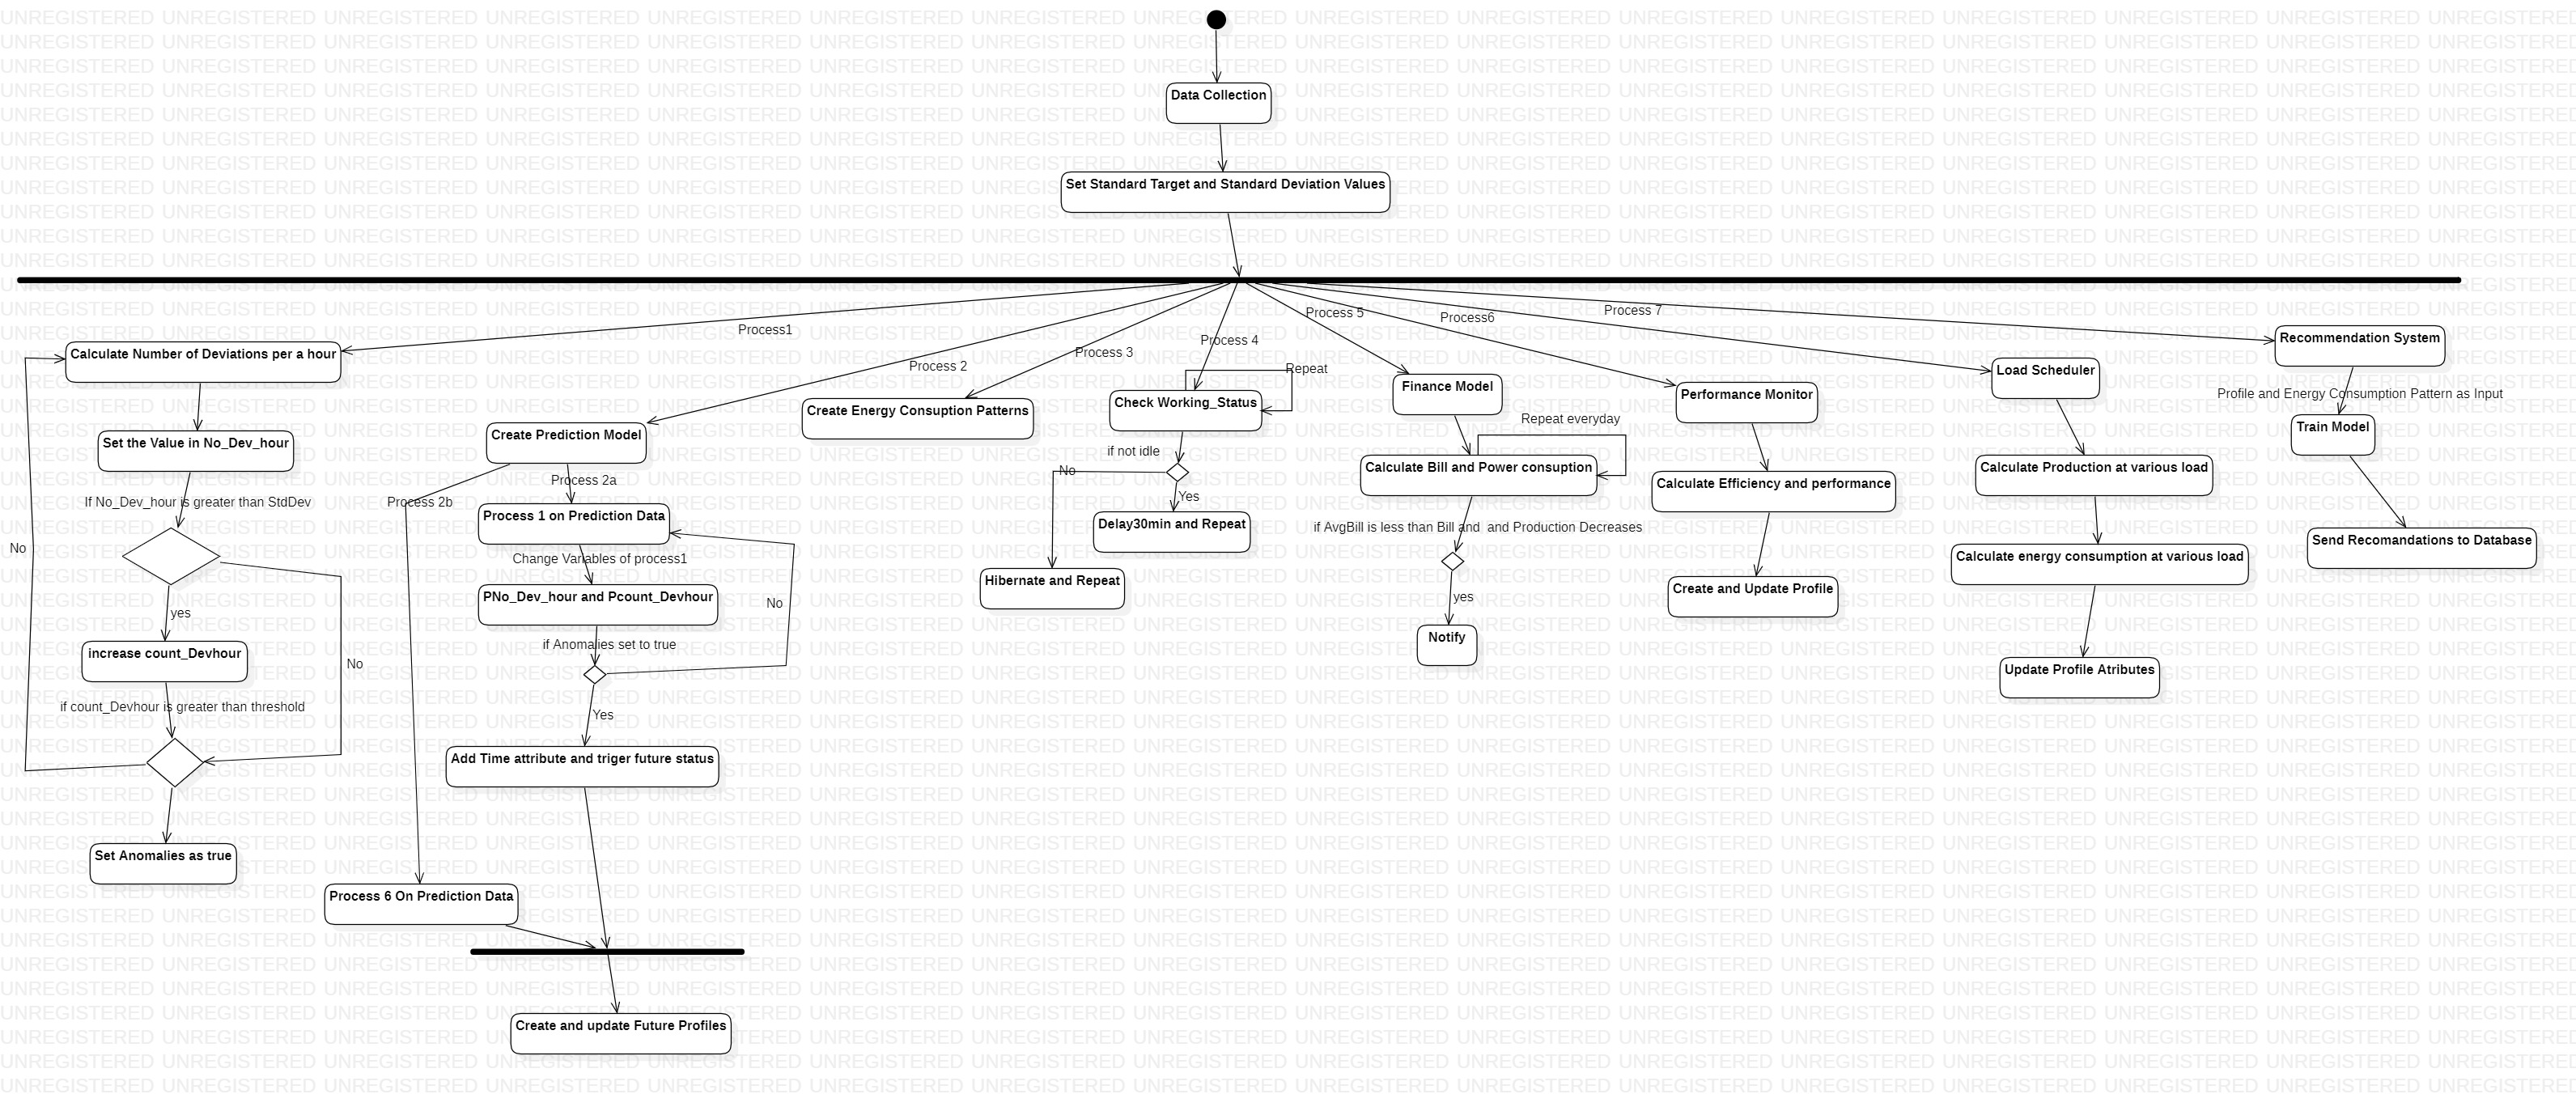 Data Collection
Set Standard Target and Standard Deviation Values
Process1
Process 2
Process 3
Process 4
Process 5
Process6
Process 7
Calculate Number of Deviations per a hour
Set the Value in No_Dev_hour
If No_Dev_hour is greater than StdDev
No
yes
increase count_Devhour
No
if count_Devhour is greater than threshold
Set Anomalies as true
Create Prediction Model
Process 2b
Process 2a
Process 1 on Prediction Data
Change Variables of process1
PNo_Dev_hour and Pcount_Devhour
No
if Anomalies set to true
Yes
Add Time attribute and triger future status
Process 6 On Prediction Data
Create and update Future Profiles
Create Energy Consuption Patterns
Repeat
Check Working_Status
if not idle
No
Yes
Delay30min and Repeat
Hibernate and Repeat
Finance Model
Repeat everyday
Calculate Bill and Power consuption
if AvgBill is less than Bill and  and Production Decreases
yes
Notify
Performance Monitor
Calculate Efficiency and performance
Create and Update Profile
Load Scheduler
Calculate Production at various load
Calculate energy consumption at various load
Update Profile Atributes
Recommendation System
Profile and Energy Consumption Pattern as Input
Train Model
Send Recomandations to Database
UNREGISTERED